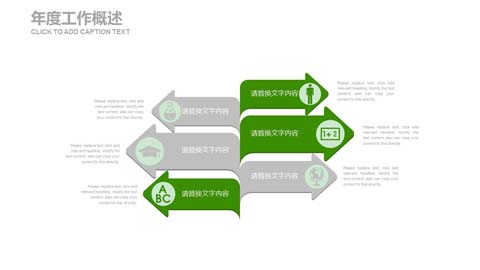 年度工作概述
CLICK TO ADD CAPTION TEXT
请替换文字内容
Please replace text, click add
relevant headline, modify the
text content, also can copy your
content to this directly.
请替换文字内容
Please replace text, click add
relevant headline, modify the
text content, also can copy
your content to this directly.
请替换文字内容
1+2
Please replace text, click add
relevant headline, modify the
text content, also can copy your
content to this directly.
请替换文字内容
Please replace text, click add
relevant headline, modify the
text content, also can copy your
content to this directly.
请替换文字内容
Please replace text, click add
relevant headline, modify the
text content, also can copy your
content to this directly.
A
BC
请替换文字内容
Please replace text, click add
relevant headline, modify the
text content, also can copy your
content to this directly.